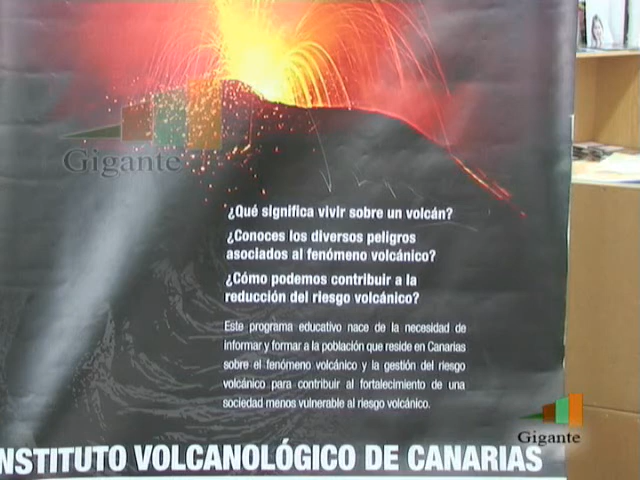 Gigante
¿Qué significa vivir sobre un volcán?
¿Conoces los diversos peligros
asociados al fenómeno volcánico?
¿Cómo podemos contribuir a la
reducción del riesgo volcánico?
Este programa educativo nace de la necesidad de
informar y formar a la población que reside en Canarias
sobre el fenómeno volcánico y la gestión del riesgo
volcánico para contribuir al fortalecimiento de una
sociedad menos vulnerable al riesgo volcánico.
Gigante
NSTITUTO VOLCANOLÓGICO DE CANARIAS